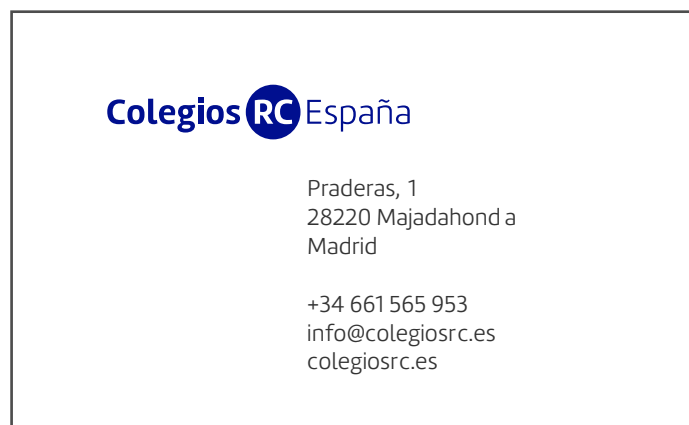 Colegios RC España
Praderas, 1
28220 Majadahond a
Madrid
+34 661 565 953
info@colegiosrc.es
colegiosrc.es